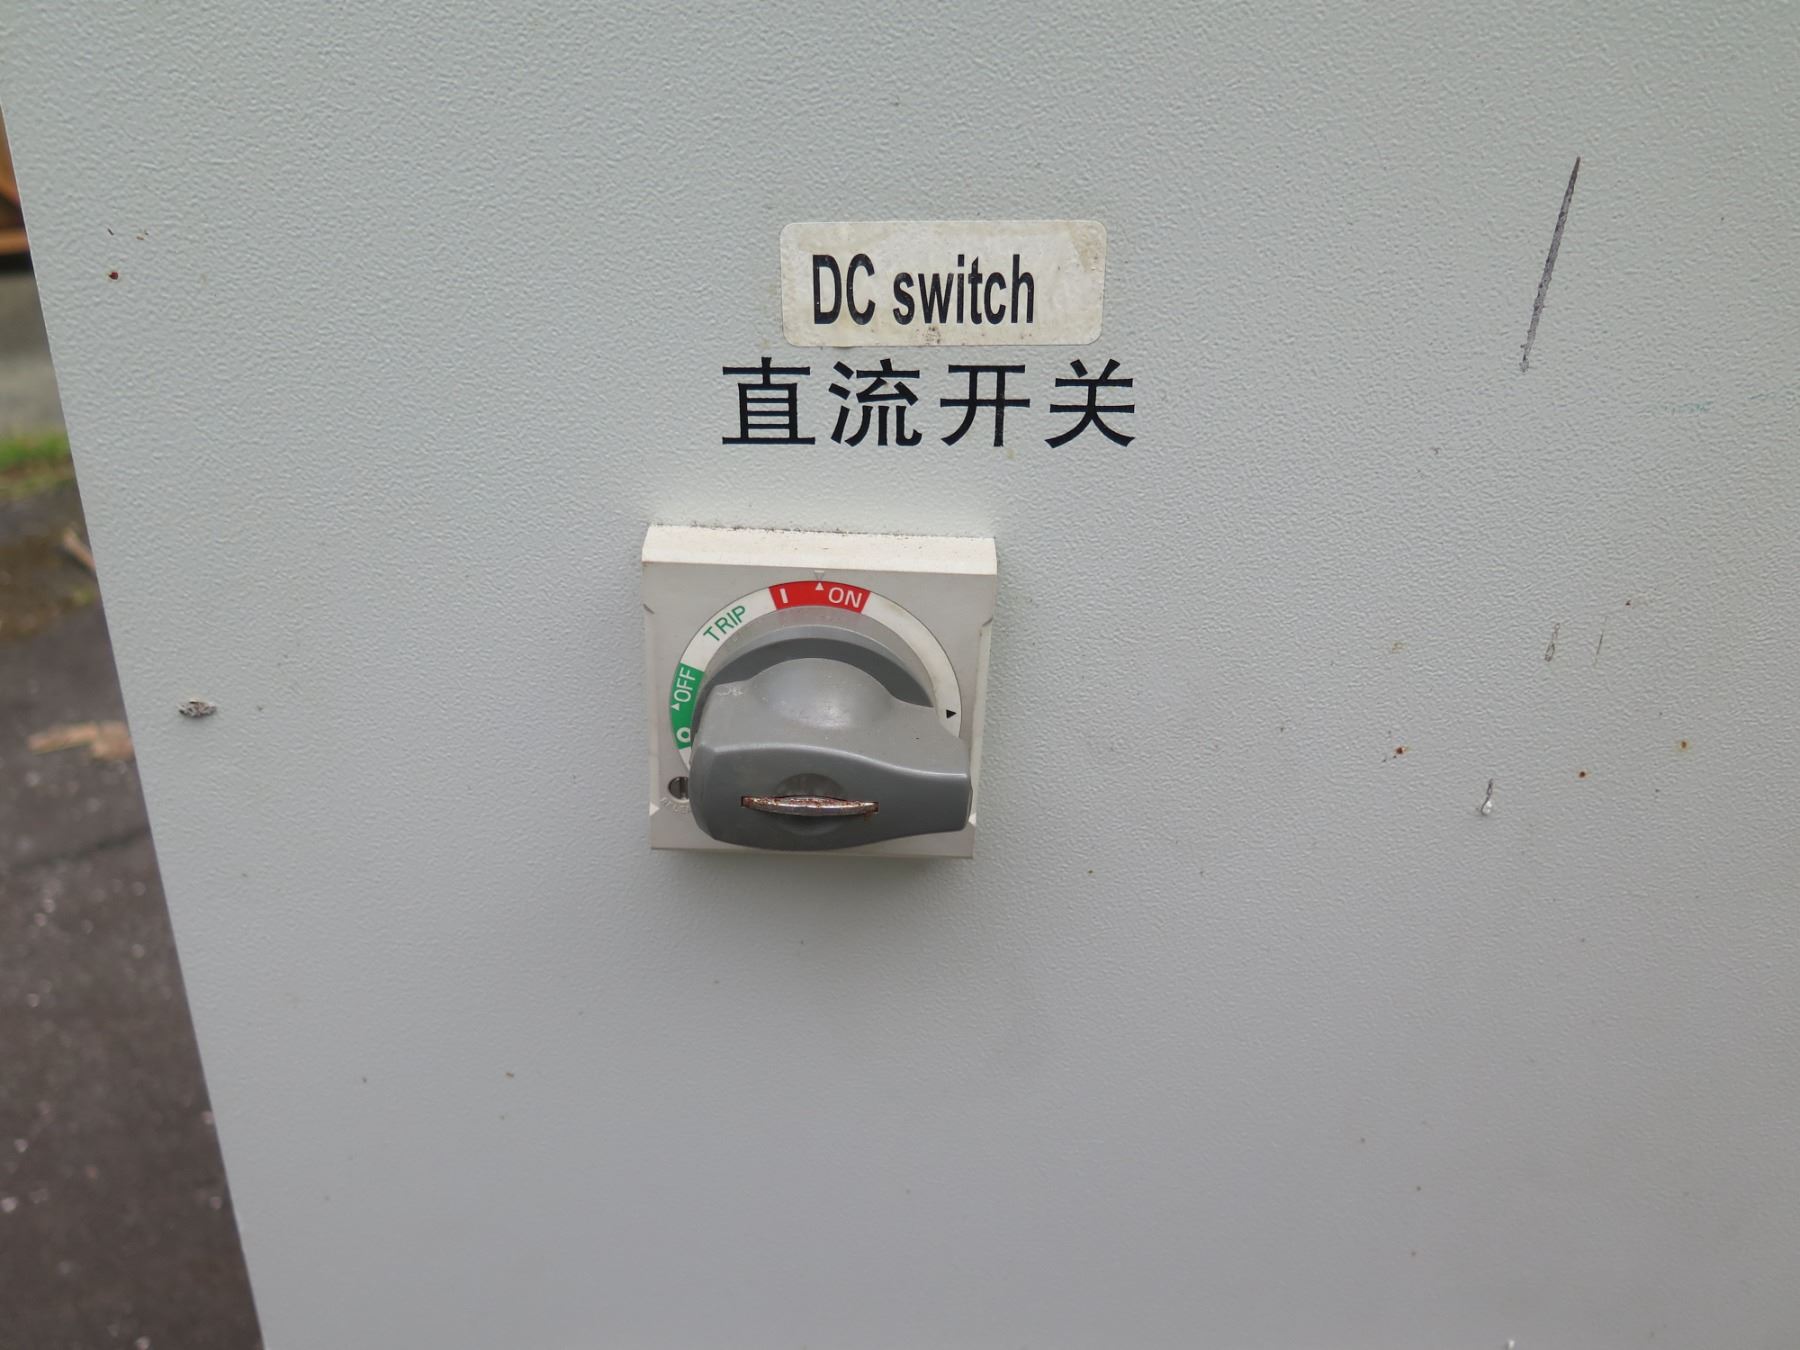 DC switch
直流开关
I ON
TRIP
OFF
O